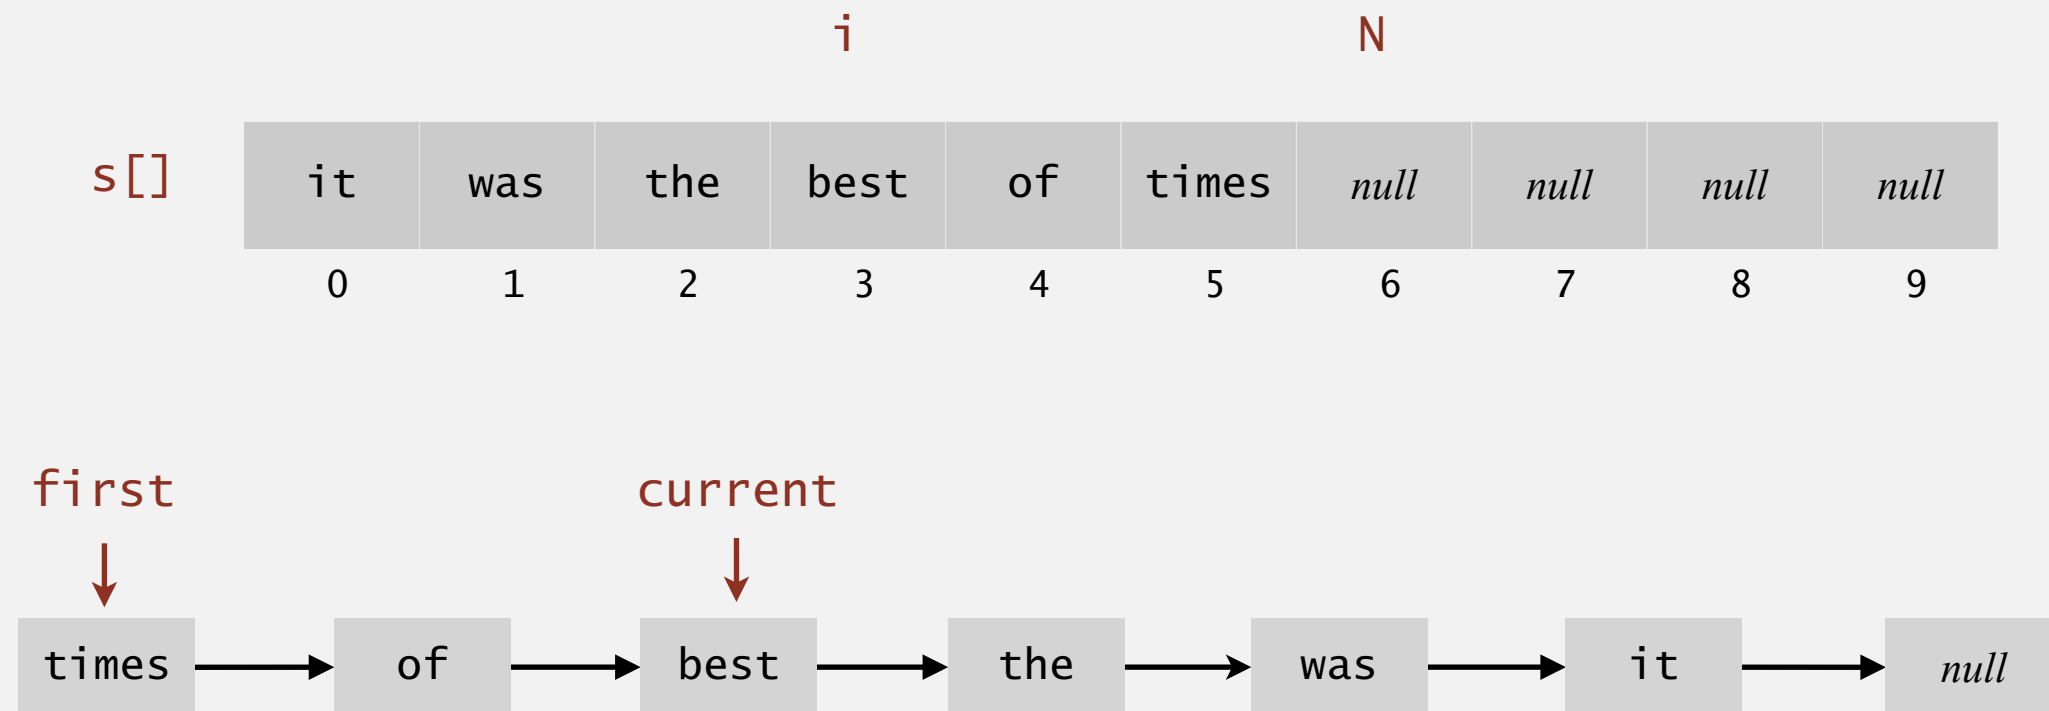 i N
s[] it was the best of times null null null null
0 1 2 3 4 5 6 7 8 9
first current
times of best the was it null